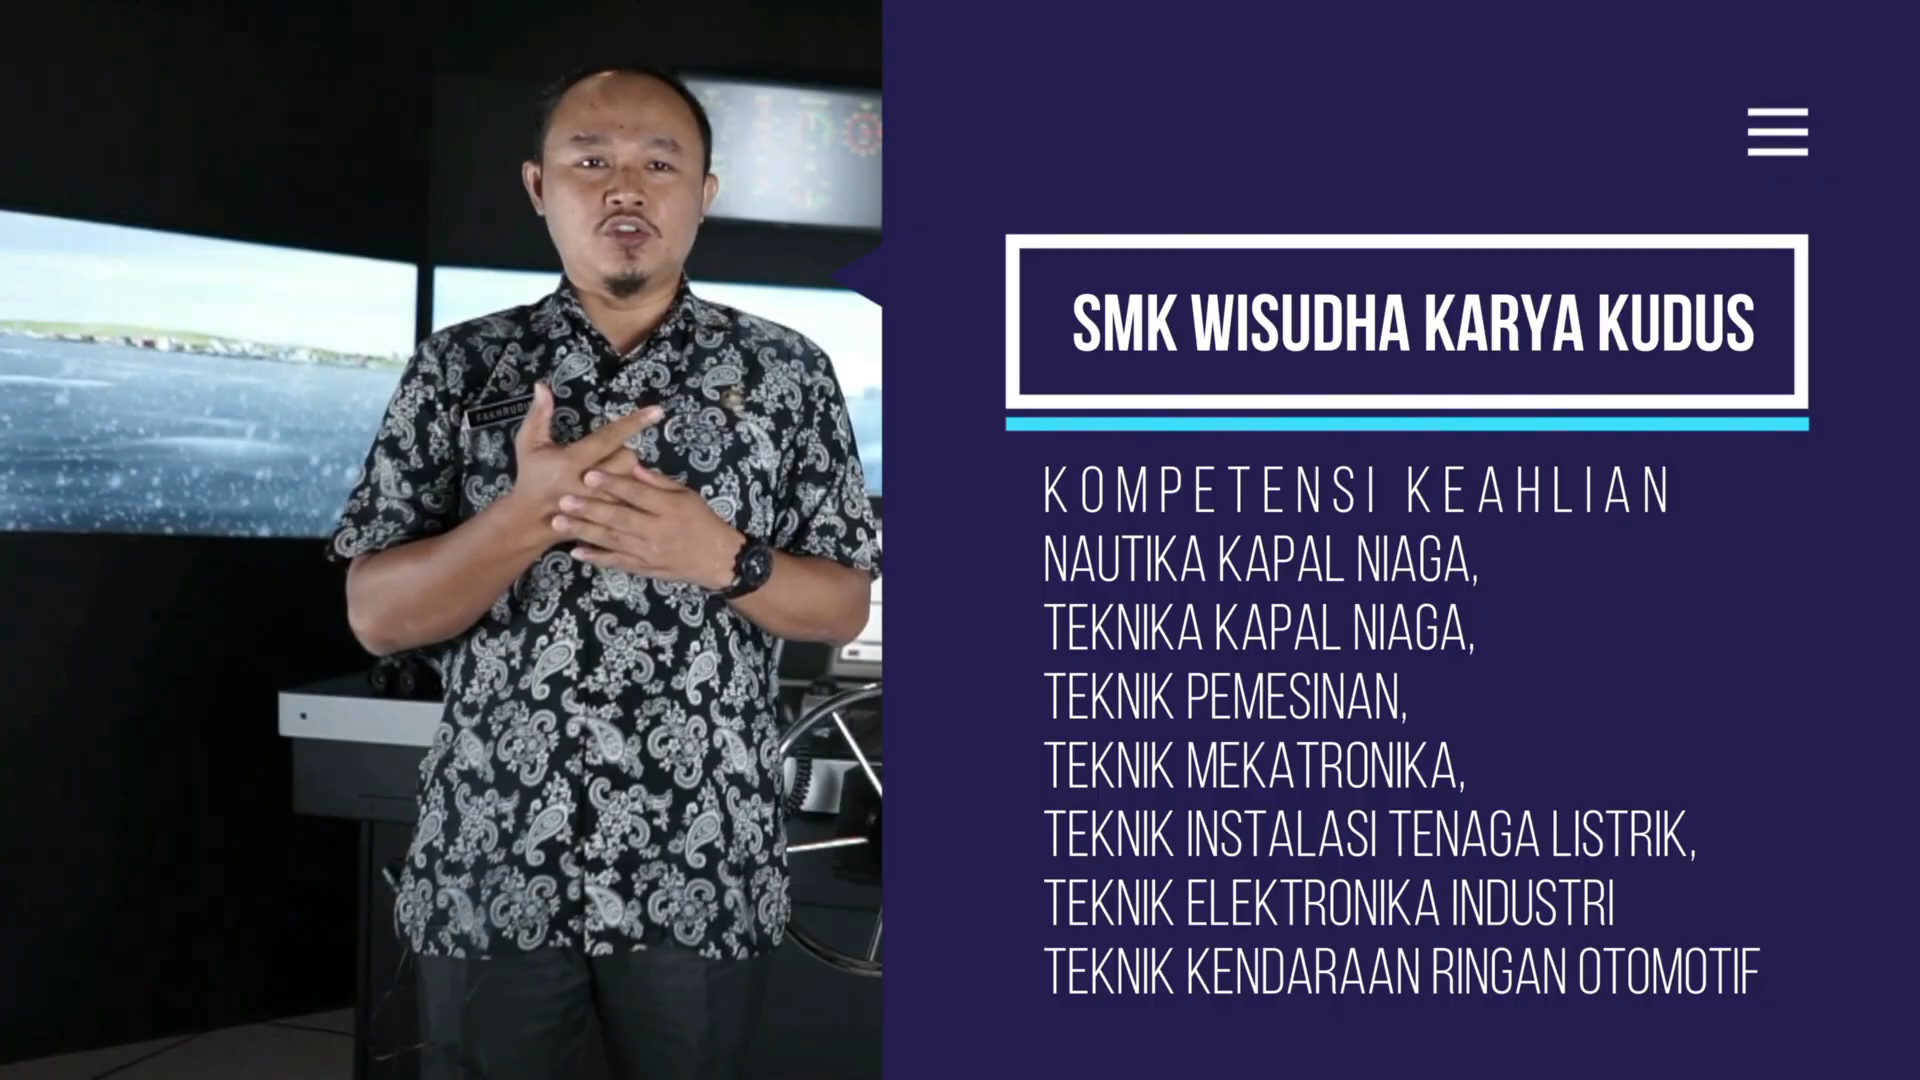 SMK WISUDHA KARYA KUDUS
KOMPETENSI KEAHLIAN
NAUTIKA KAPAL NIAGA,
TEKNIKA KAPAL NIAGA,
TEKNIK PEMESINAN,
TEKNIK MEKATRONIKA,
TEKNIK INSTALASI TENAGA LISTRIK,
TEKNIK ELEKTRONIKA INDUSTRI
TEKNIK KENDARAAN RINGAN OTOMOTIF